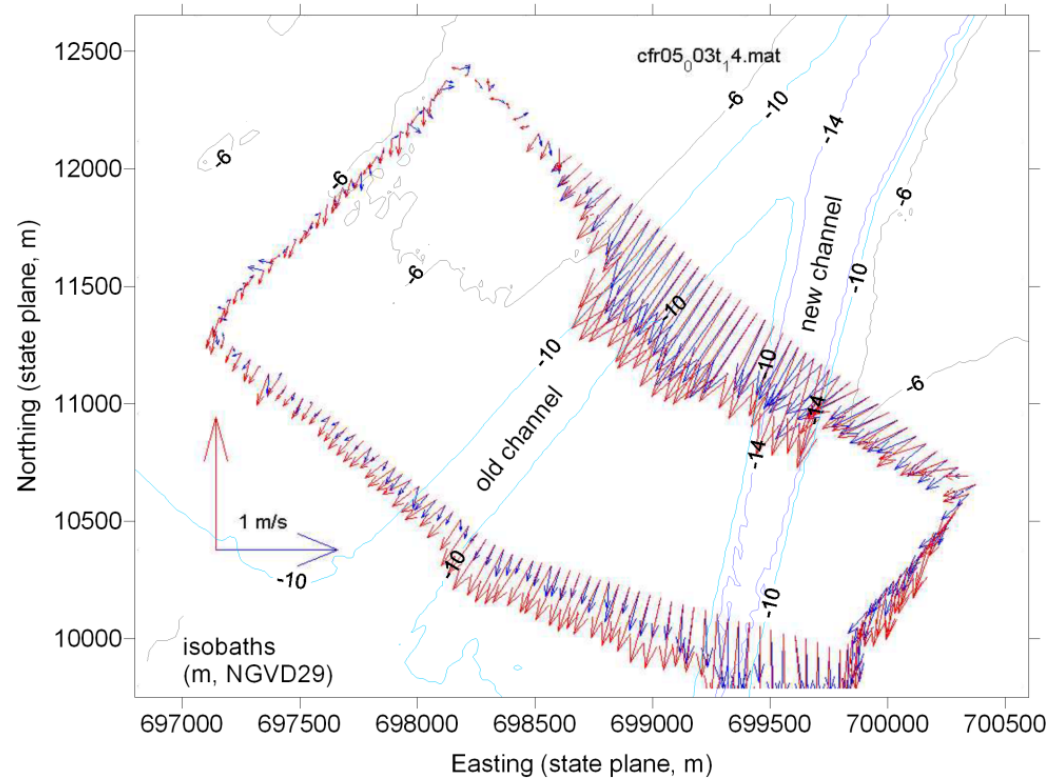 cfr05_003t_14.mat
12500
12000
11500
11000
10500
10000
Northing (state plane, m)
-6
-10
-14
-6
-6
-6
-6
-10
new channel
-10
-10
-10
-6
-14
old channel
-14
1 m/s
-10
-10
-10
isobaths
(m, NGVD29)
697000 697500 698000 698500 699000 699500 700000 700500
Easting (state plane, m)